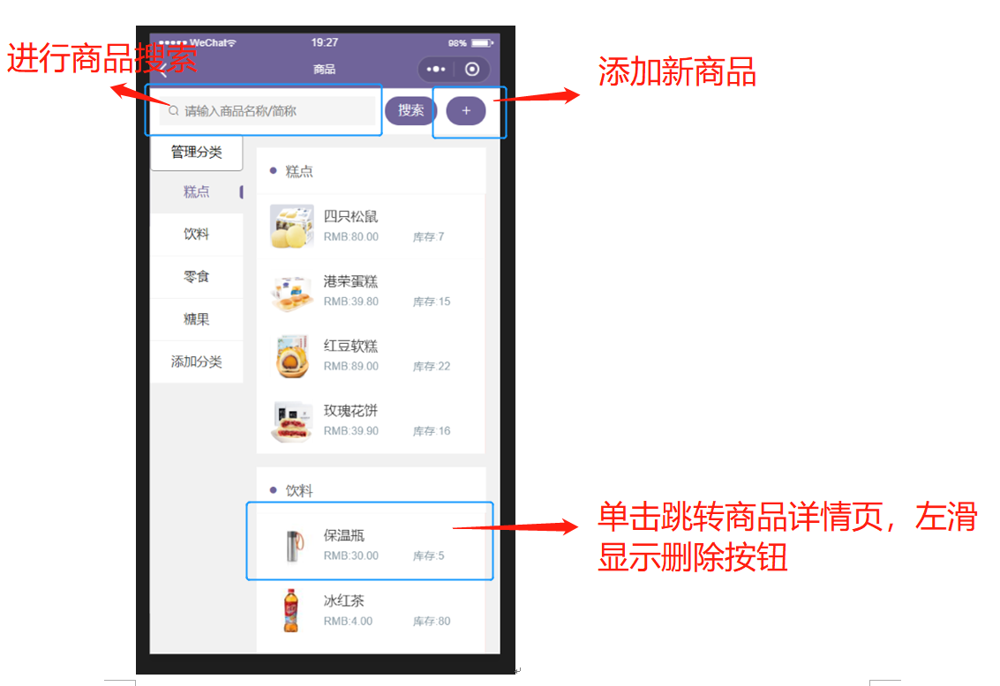 WeChat
19:27
98%
进行商品搜索
商品
添加新商品
请输入商品名称/简称
搜索
+
管理分类
糕点
饮料
零食
糖果
添加分类
糕点
四只松鼠
RMB:80.00
库存:7
港荣蛋糕
RMB:39.80
库存:15
红豆软糕
RMB:89.00
库存:22
玫瑰花饼
RMB:39.90
库存:16
饮料
保温瓶
RMB:30.00
库存:5
冰红茶
RMB:4.00
库存:80
单击跳转商品详情页，左滑
显示删除按钮